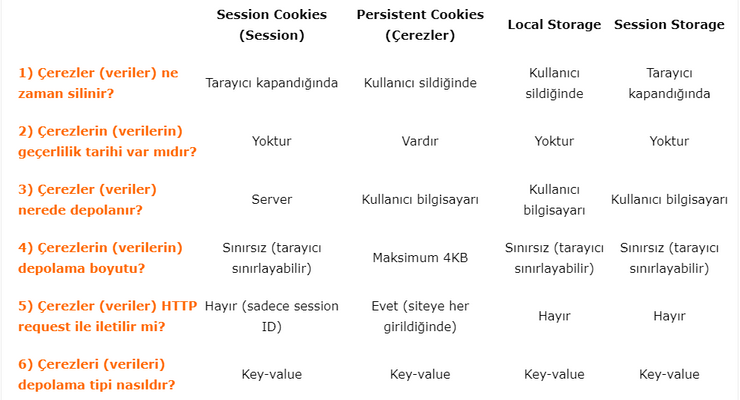 Session Cookies Persistent Cookies Local Storage Session Storage
(Session) (Çerezler)
1) Çerezler (veriler) ne Tarayıcı kapandığında Kullanıcı sildiğinde Kullanıcı Tarayıcı
zaman silinir? sildiğinde kapandığında
2) Çerezlerin (verilerin) Yoktur Vardır Yoktur Yoktur
geçerlilik tarihi var mıdır?
3) Çerezler (veriler) Server Kullanıcı bilgisayarı Kullanıcı Kullanıcı bilgisayarı
nerede depolanır? bilgisayarı
4) Çerezlerin (verilerin) Sınırsız (tarayıcı Maksimum 4KB Sınırsız (tarayıcı Sınırsız (tarayıcı
depolama boyutu? sınırlayabilir) sınırlayabilir) sınırlayabilir)
5) Çerezler (veriler) HTTP Hayır (sadece session Evet (siteye her Hayır Hayır
request ile iletilir mi? ID) girildiğinde)
6) Çerezleri (verileri) Key-value Key-value Key-value Key-value
depolama tipi nasıldır?